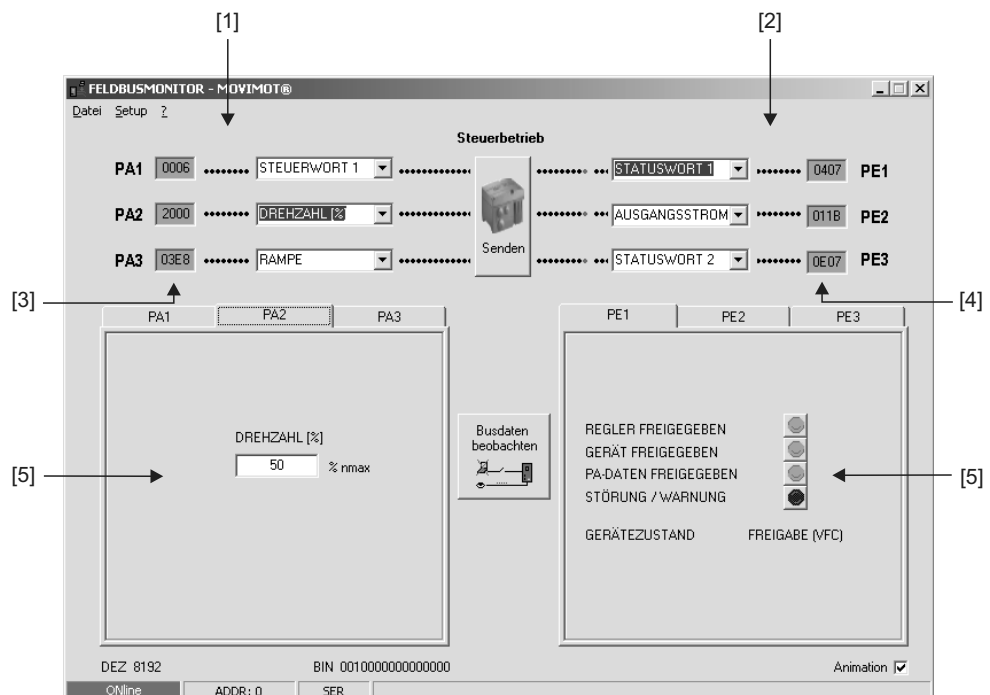 [1] [2]
FELDBUSMONITOR - MOVIMOT®
Datei Setup ?
Steuerbetrieb
PA1 0006 STEUERWORT 1 STATUSWORT 1 0407 PE1
PA2 2000 DREHZAHL [%] AUSGANGSSTROM 011B PE2
Senden
PA3 03E8 RAMPE STATUSWORT 2 0E07 PE3
[3] [4]
PA1 PA2 PA3 PE1 PE2 PE3
DREHZAHL [%]
50 % nmax
Busdaten
beobachten
REGLER FREIGEGEBEN
GERÄT FREIGEGEBEN
PA-DATEN FREIGEGEBEN
STÖRUNG / WARNUNG
[5] [5]
GERÄTEZUSTAND FREIGABE (VFC)
DEZ 8192 BIN 0010000000000000 Animation
ONline ADDR: 0 SER